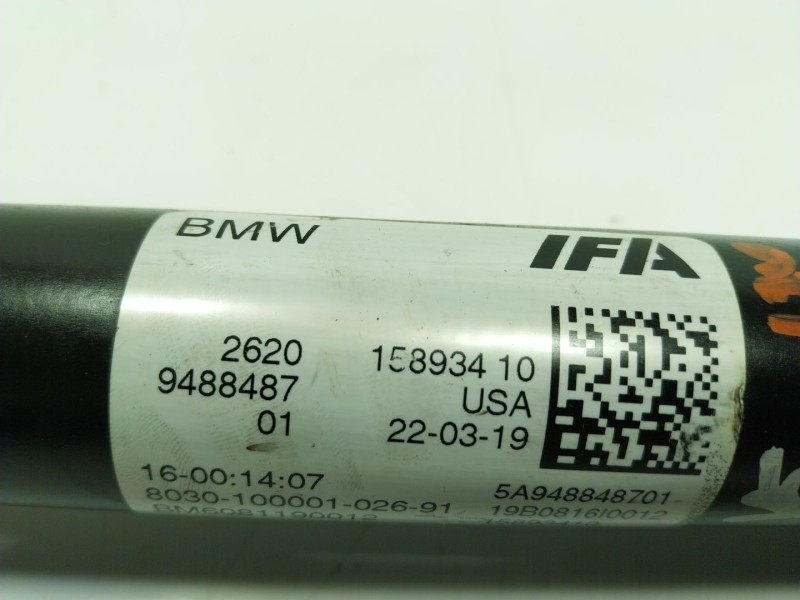 BMW
IFA
2620
9488487
01
158934 10
USA
22-03-19
16-00:14:07
8030-100001-026-91
5A948848701-
19B0816I0012